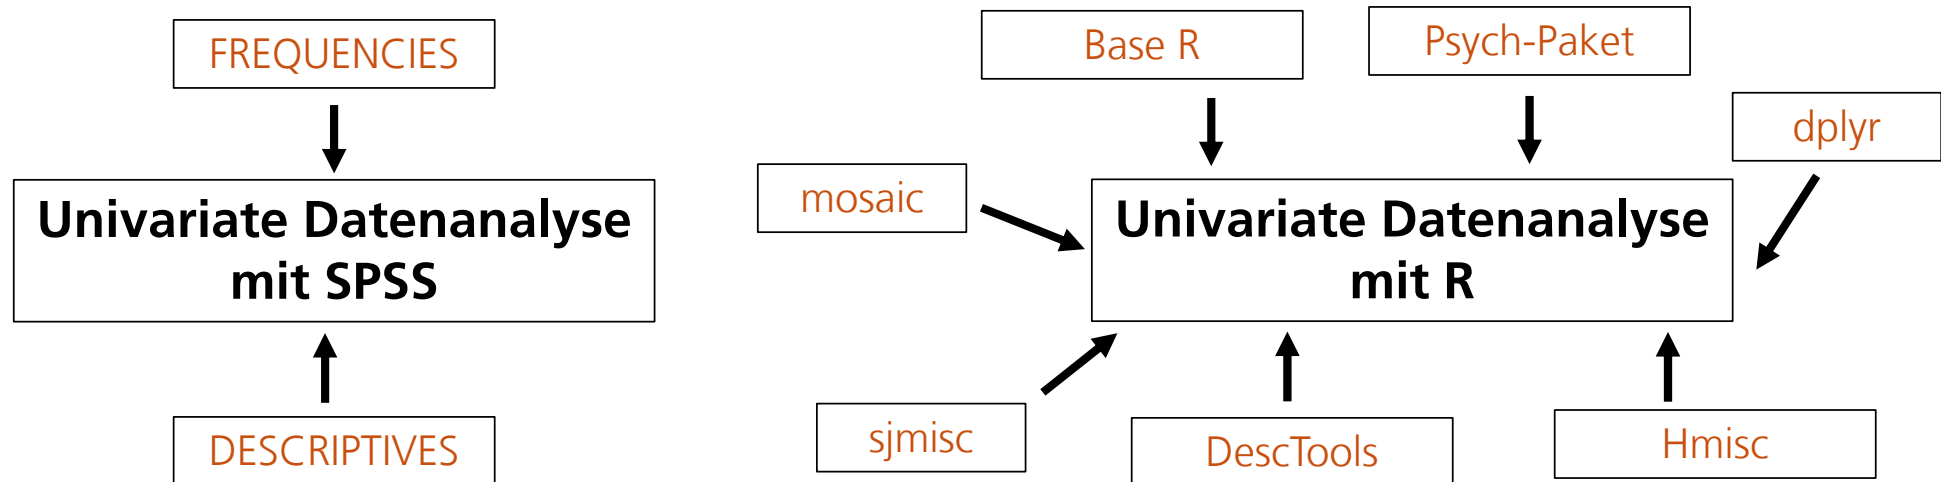 FREQUENCIES
Univariate Datenanalyse
mit SPSS
DESCRIPTIVES
Base R
Psych-Paket
dplyr
mosaic
Univariate Datenanalyse
mit R
sjmisc
DescTools
Hmisc